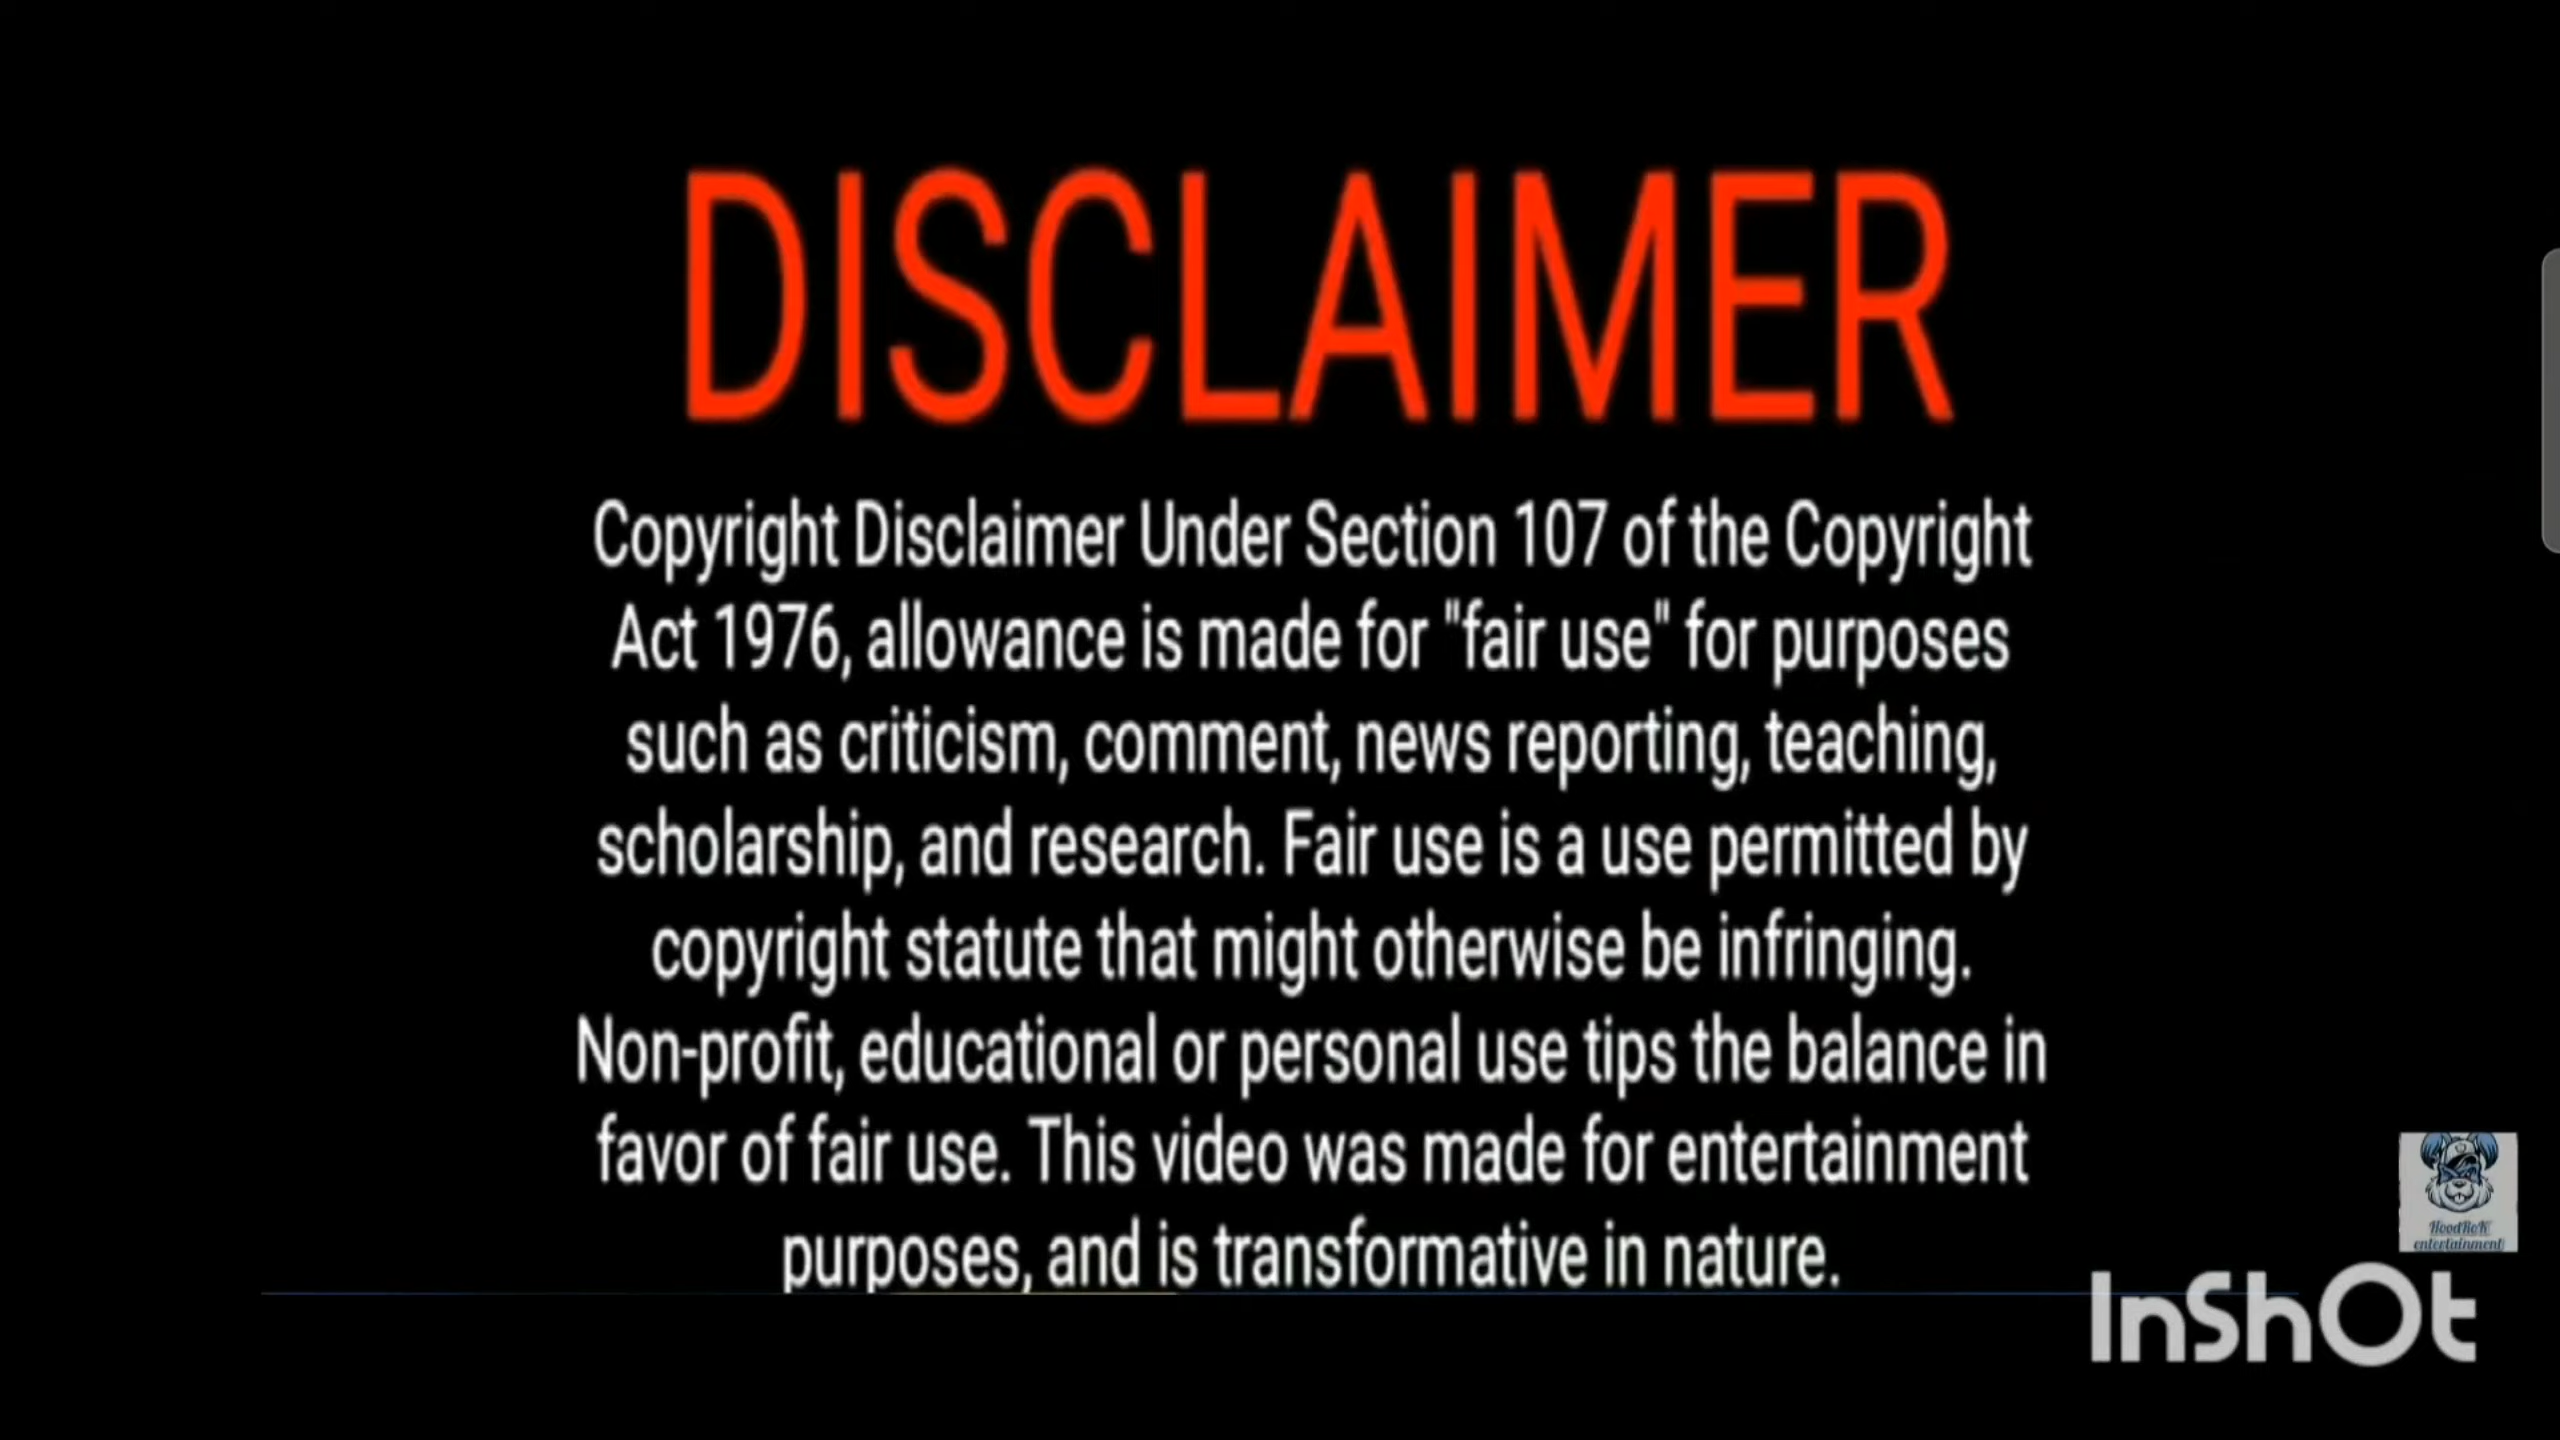 DISCLAIMER
Copyright Disclaimer Under Section 107 of the Copyright
Act 1976, allowance is made for "fair use" for purposes
such as criticism, comment, news reporting, teaching,
scholarship, and research. Fair use is a use permitted by
copyright statute that might otherwise be infringing.
Non-profit, educational or personal use tips the balance in
favor of fair use. This video was made for entertainment
purposes, and is transformative in nature.
HoodRoK
entertainment
InShOt